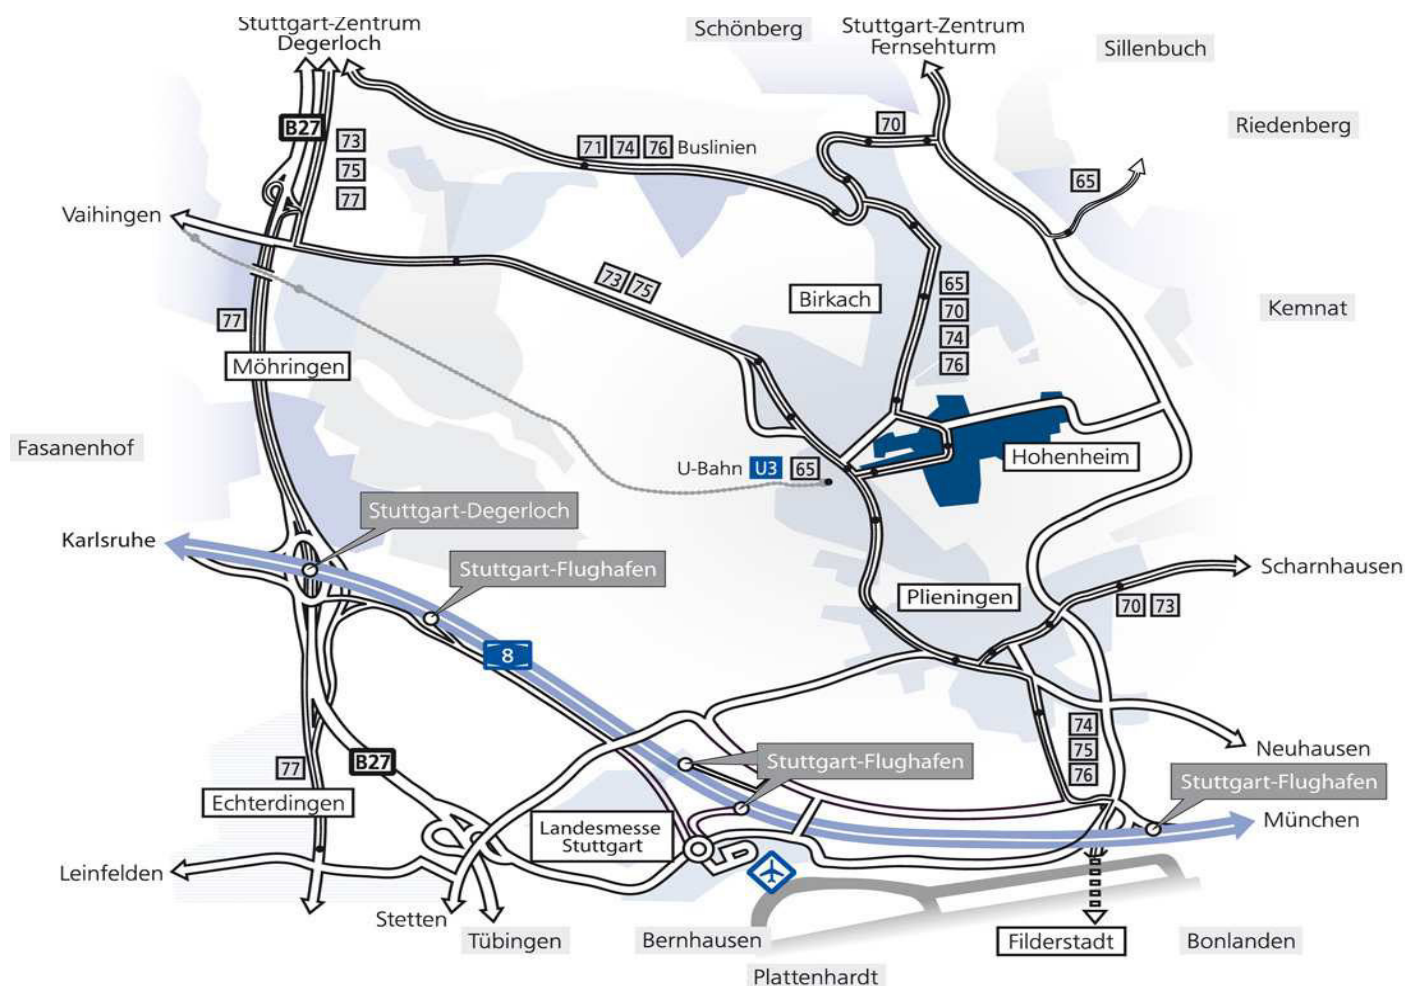 Stuttgart-Zentrum
Degerloch
Schönberg
Stuttgart-Zentrum
Fernsehturm
Sillenbuch
B27
73
75
77
71 74 76 Buslinien
70
Riedenberg
65
Vaihingen
73 75
Birkach
65
70
74
76
Kemnat
77
Möhringen
Fasanenhof
U-Bahn U3 65
Hohenheim
Stuttgart-Degerloch
Karlsruhe
Stuttgart-Flughafen
Scharnhausen
Plieningen
70 73
8
74
75
76
Neuhausen
B27
77
Stuttgart-Flughafen
Stuttgart-Flughafen
Echterdingen
Landesmesse
Stuttgart
München
Leinfelden
Stetten
Tübingen
Bernhausen
Filderstadt
Bonlanden
Plattenhardt